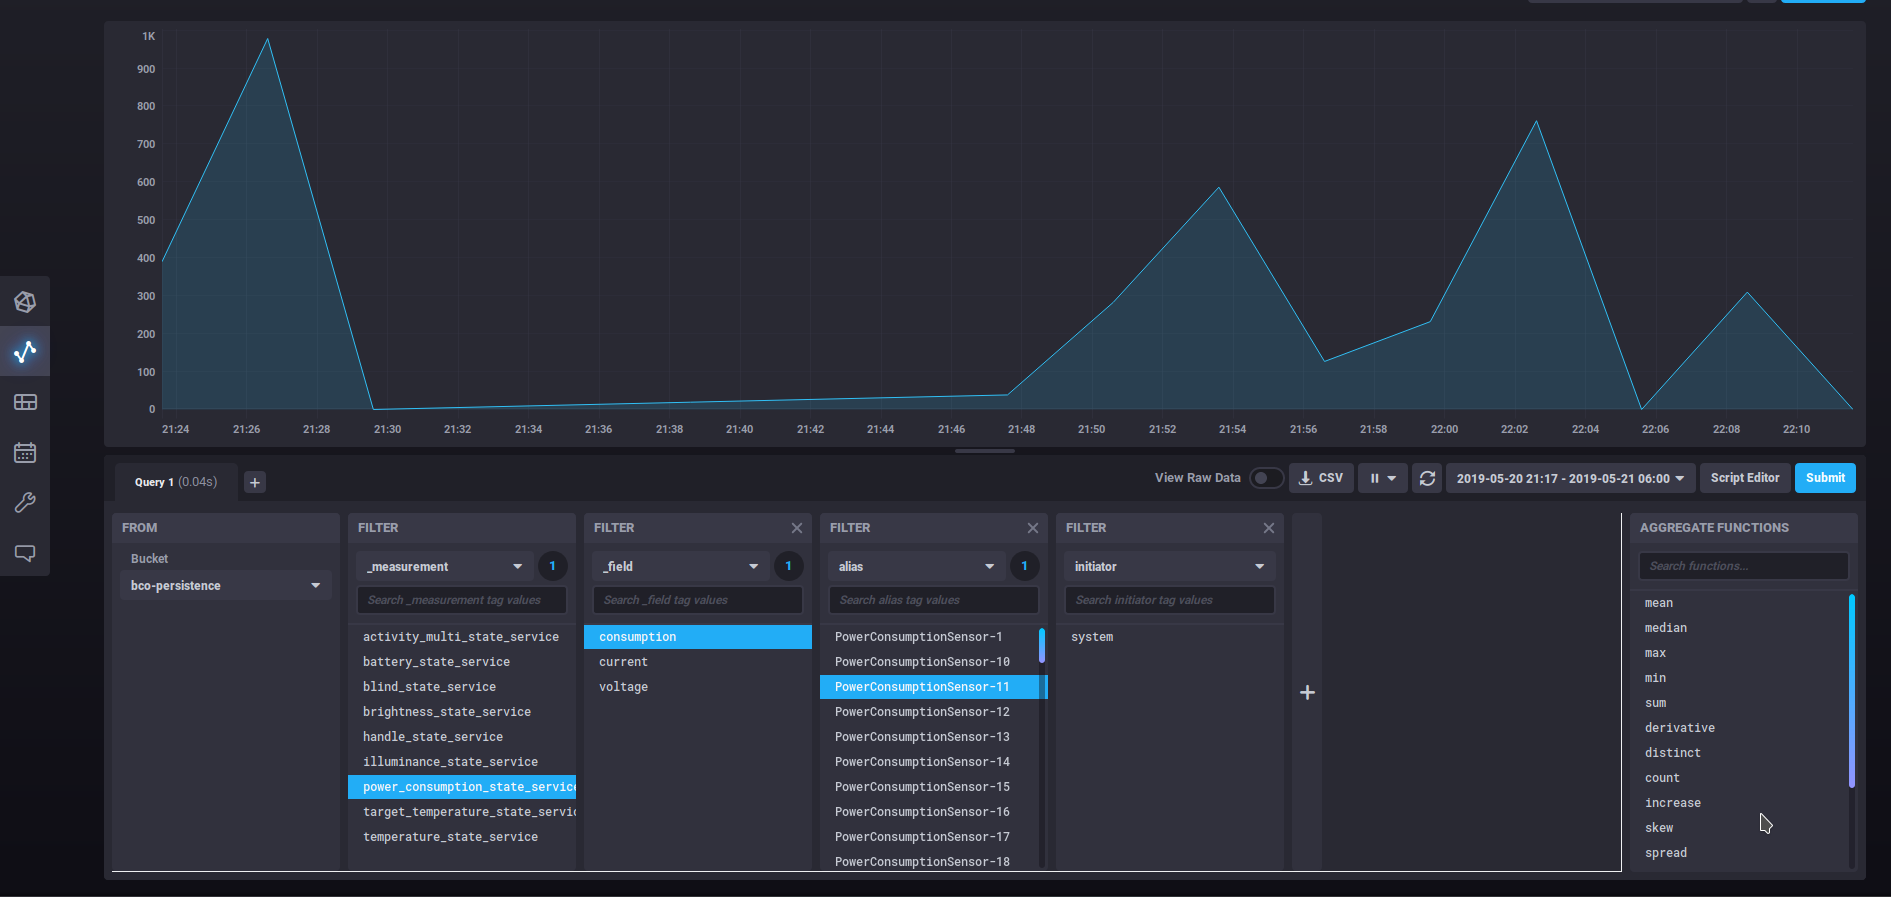 1K
900
800
700
600
500
400
300
200
100
0
21:24 21:26 21:28 21:30 21:32 21:34 21:36 21:38 21:40 21:42 21:44 21:46 21:48 21:50 21:52 21:54 21:56 21:58 22:00 22:02 22:04 22:06 22:08 22:10
Query 1 (0.04s)
+
View Raw Data
CSV
2019-05-20 21:17 - 2019-05-21 06:00
Script Editor
Submit
FROM
Bucket
bco-persistence
FILTER
_measurement
1
Search _measurement tag values
activity_multi_state_service
battery_state_service
blind_state_service
brightness_state_service
handle_state_service
illuminance_state_service
power_consumption_state_service
target_temperature_state_servic
temperature_state_service
FILTER
_field
1
Search _field tag values
consumption
current
voltage
FILTER
alias
1
Search alias tag values
PowerConsumptionSensor-1
PowerConsumptionSensor-10
PowerConsumptionSensor-11
PowerConsumptionSensor-12
PowerConsumptionSensor-13
PowerConsumptionSensor-14
PowerConsumptionSensor-15
PowerConsumptionSensor-16
PowerConsumptionSensor-17
PowerConsumptionSensor-18
FILTER
initiator
Search initiator tag values
system
+
AGGREGATE FUNCTIONS
Search functions...
mean
median
max
min
sum
derivative
distinct
count
increase
skew
spread